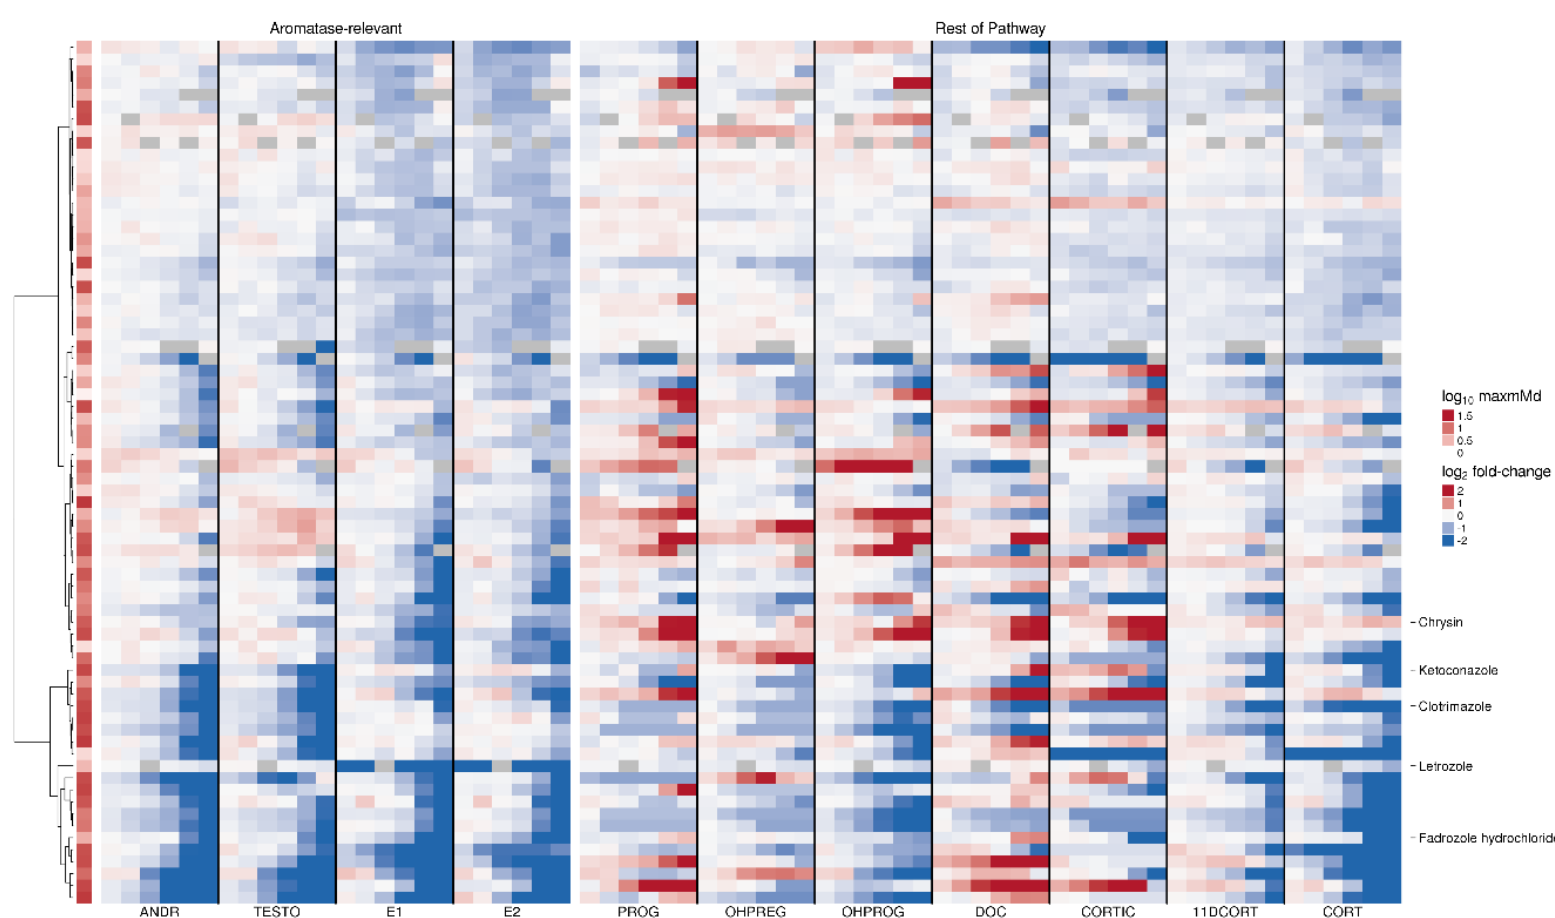 Aromatase-relevant
Rest of Pathway
log10 maxmMd
1.5
1
0.5
0
log2 fold-change
2
1
0
-1
-2
Chrysin
Ketoconazole
Clotrimazole
Letrozole
Fadrozole hydrochloride
ANDR TESTO E1 E2 PROG OHPREG OHPROG DOC CORTIC 11DCORT CORT